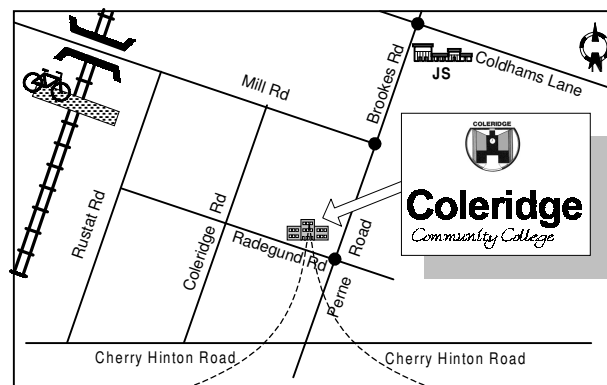 Mill Rd
Brookes Rd
JS
Coldhams Lane
COLERIDGE
Coleridge
Community College
Rustat Rd
Coleridge Rd
Radegund Rd
Perne Road
Cherry Hinton Road
Cherry Hinton Road